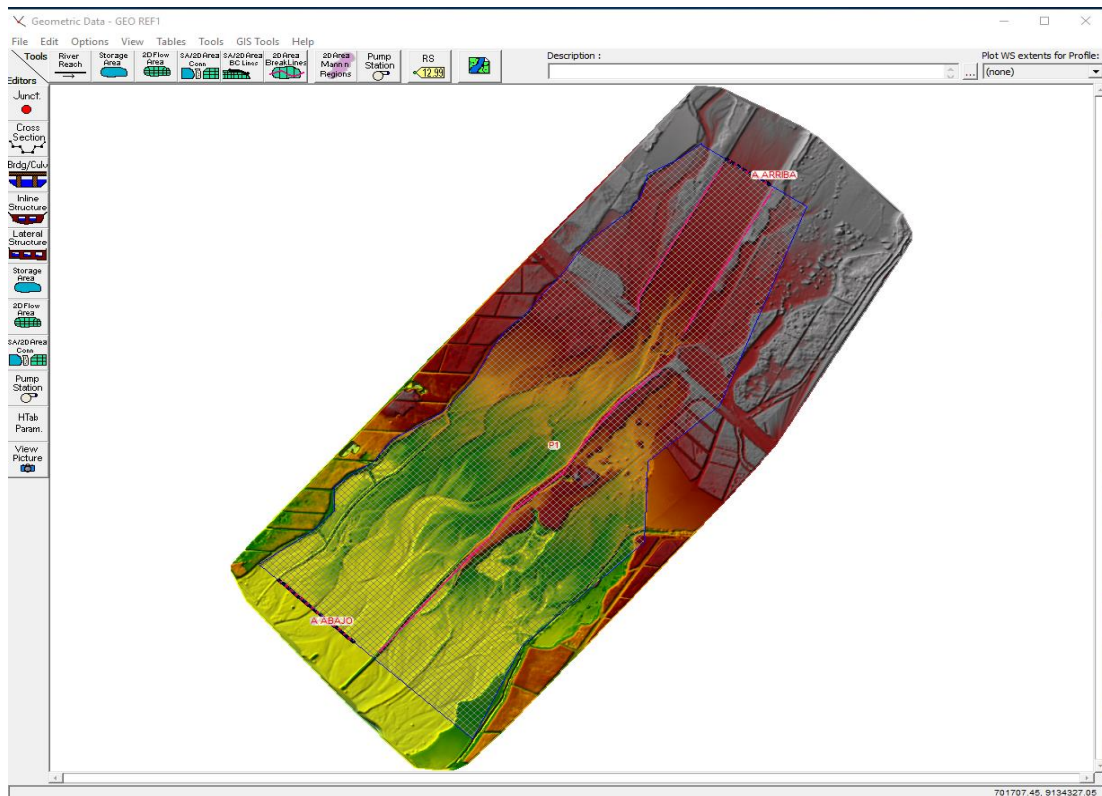 Geometric Data - GEO REF1
File Edit Options View Tables Tools GIS Tools Help
Tools
Editors
River
Reach
Storage
Area
2D Flow
Area
SA/2D Area
Conn
SA/2D Area
BC Lines
2D Area
BreakLines
2D Area
Mann n
Regions
Pump
Station
RS
12.99
Description :
...
Plot WS extents for Profile:
(none)
Junct.
Cross
Section
Brdg/Culv
Inline
Structure
Lateral
Structure
Storage
Area
2D Flow
Area
SA/2D Area
Conn
Pump
Station
HTab
Param.
View
Picture
A ARRIBA
P1
A ABAJO
701707.45, 9134327.05